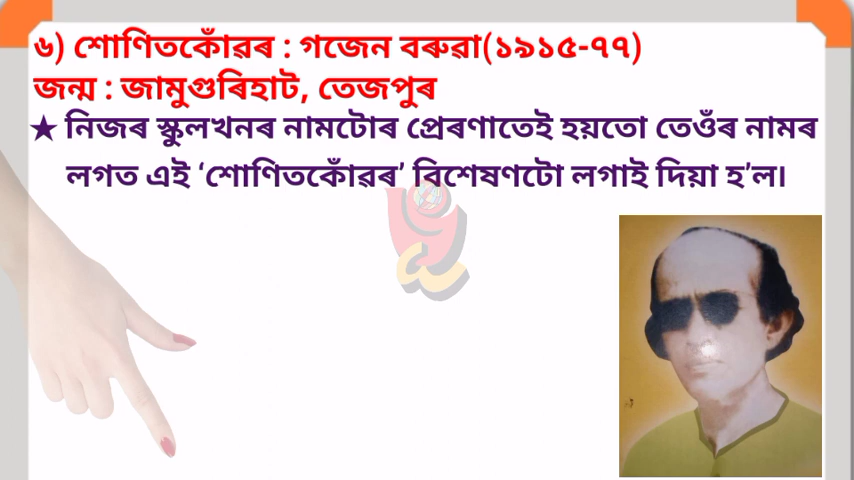 ৬) শোণিতকোঁৱৰ : গজেন বৰুৱা(১৯১৫-৭৭)
জন্ম : জামুগুৰিহাট, তেজপুৰ
★ নিজৰ স্কুলখনৰ নামটোৰ প্ৰেৰণাতেই হয়তো তেওঁৰ নামৰ
লগত এই ‘শোণিতকোঁৱৰ’ বিশেষণটো লগাই দিয়া হ’ল।